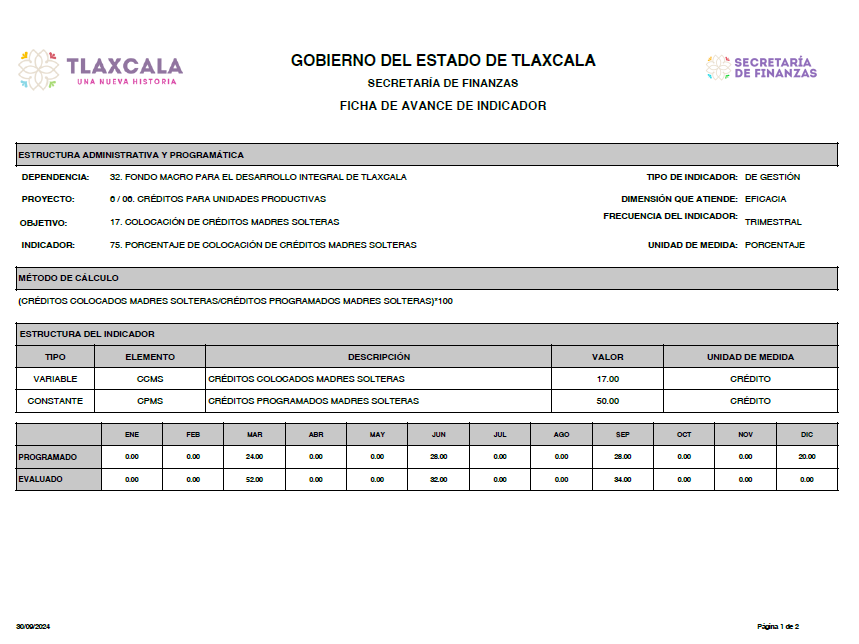 TLAXCALA
UNA NUEVA HISTORIA
GOBIERNO DEL ESTADO DE TLAXCALA
SECRETARÍA DE FINANZAS
FICHA DE AVANCE DE INDICADOR
SECRETARÍA
DE FINANZAS
ESTRUCTURA ADMINISTRATIVA Y PROGRAMÁTICA
DEPENDENCIA: 32. FONDO MACRO PARA EL DESARROLLO INTEGRAL DE TLAXCALA TIPO DE INDICADOR: DE GESTIÓN
PROYECTO: 6 / 06. CRÉDITOS PARA UNIDADES PRODUCTIVAS DIMENSIÓN QUE ATIENDE: EFICACIA
OBJETIVO: 17. COLOCACIÓN DE CRÉDITOS MADRES SOLTERAS FRECUENCIA DEL INDICADOR: TRIMESTRAL
INDICADOR: 75. PORCENTAJE DE COLOCACIÓN DE CRÉDITOS MADRES SOLTERAS UNIDAD DE MEDIDA: PORCENTAJE
MÉTODO DE CÁLCULO
(CRÉDITOS COLOCADOS MADRES SOLTERAS/CRÉDITOS PROGRAMADOS MADRES SOLTERAS)*100
ESTRUCTURA DEL INDICADOR
TIPO ELEMENTO DESCRIPCIÓN VALOR UNIDAD DE MEDIDA
VARIABLE CCMS CRÉDITOS COLOCADOS MADRES SOLTERAS 17.00 CRÉDITO
CONSTANTE CPMS CRÉDITOS PROGRAMADOS MADRES SOLTERAS 50.00 CRÉDITO
ENE FEB MAR ABR MAY JUN JUL AGO SEP OCT NOV DIC
PROGRAMADO 0.00 0.00 24.00 0.00 0.00 28.00 0.00 0.00 28.00 0.00 0.00 20.00
EVALUADO 0.00 0.00 52.00 0.00 0.00 32.00 0.00 0.00 34.00 0.00 0.00 0.00
30/09/2024 Página 1 de 2